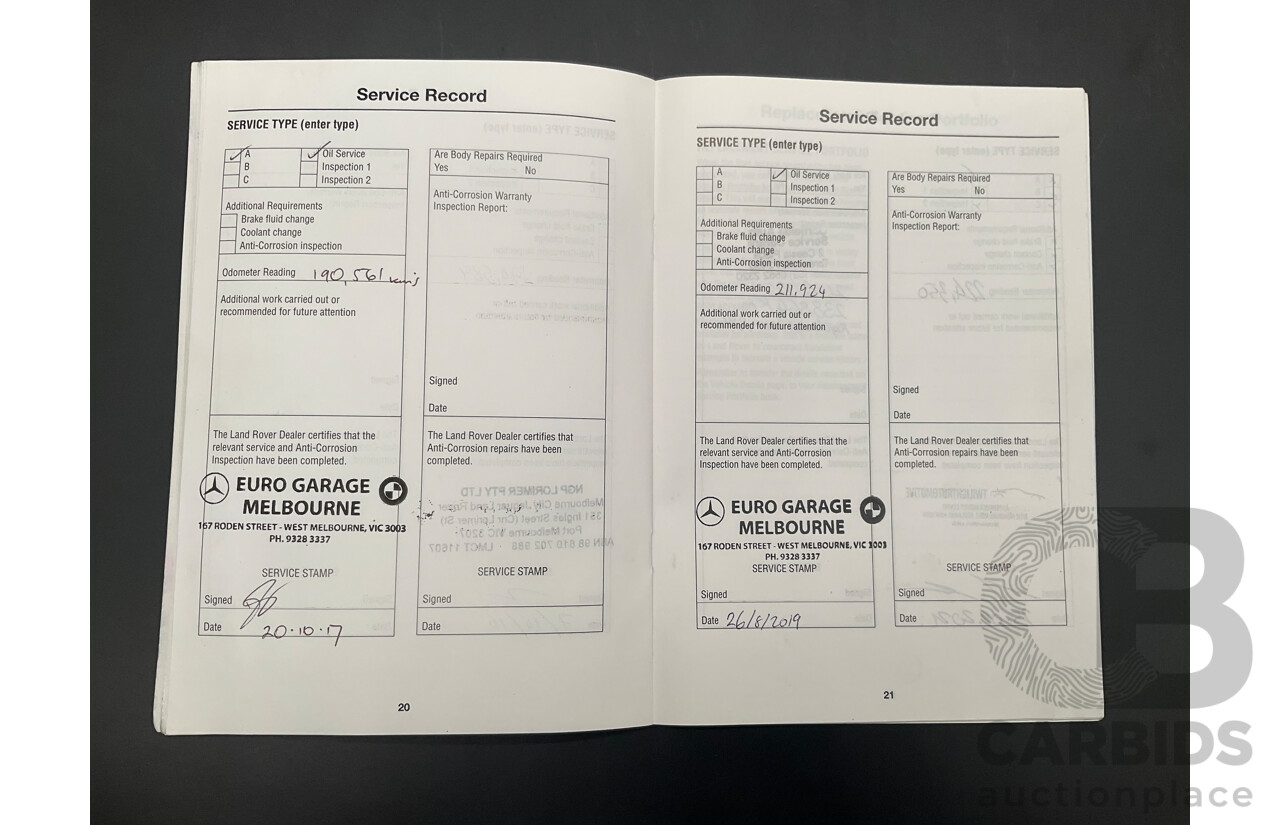 Service Record
SERVICE TYPE (enter type)
A
B
C
Oil Service
Inspection 1
Inspection 2
Additional Requirements
Brake fluid change
Coolant change
Anti-Corrosion inspection
Odometer Reading 190,561 km's
Additional work carried out or
recommended for future attention
The Land Rover Dealer certifies that the
relevant service and Anti-Corrosion
Inspection have been completed.
EURO GARAGE
MELBOURNE
167 RODEN STREET - WEST MELBOURNE, VIC 3003
PH. 9328 3337
SERVICE STAMP
Signed
Date 20·10·17
Are Body Repairs Required
Yes No
Anti-Corrosion Warranty
Inspection Report:
Signed
Date
The Land Rover Dealer certifies that
Anti-Corrosion repairs have been
completed.
SERVICE STAMP
Signed
Date
20
Service Record
SERVICE TYPE (enter type)
A
B
C
Oil Service
Inspection 1
Inspection 2
Additional Requirements
Brake fluid change
Coolant change
Anti-Corrosion inspection
Odometer Reading 211,924
Additional work carried out or
recommended for future attention
The Land Rover Dealer certifies that the
relevant service and Anti-Corrosion
Inspection have been completed.
EURO GARAGE
MELBOURNE
167 RODEN STREET - WEST MELBOURNE, VIC 3003
PH. 9328 3337
SERVICE STAMP
Signed
Date 26/8/2019
Are Body Repairs Required
Yes No
Anti-Corrosion Warranty
Inspection Report:
Signed
Date
The Land Rover Dealer certifies that
Anti-Corrosion repairs have been
completed.
SERVICE STAMP
Signed
Date
21
CARBIDS
auctionplace